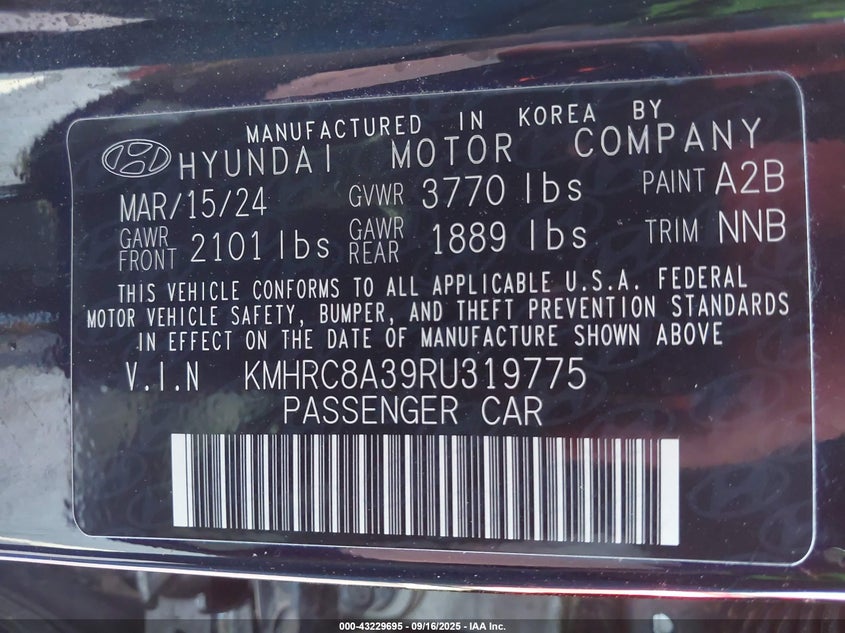 MANUFACTURED IN KOREA BY
HYUNDAI MOTOR COMPANY
MAR/15/24 GVWR 3770 lbs PAINT A2B
GAWR FRONT 2101 lbs GAWR REAR 1889 lbs TRIM NNB
THIS VEHICLE CONFORMS TO ALL APPLICABLE U.S.A. FEDERAL
MOTOR VEHICLE SAFETY, BUMPER, AND THEFT PREVENTION STANDARDS
IN EFFECT ON THE DATE OF MANUFACTURE SHOWN ABOVE
V.I.N KMHRC8A39RU319775
PASSENGER CAR
000-43229695 - 09/16/2025 - IAA Inc.